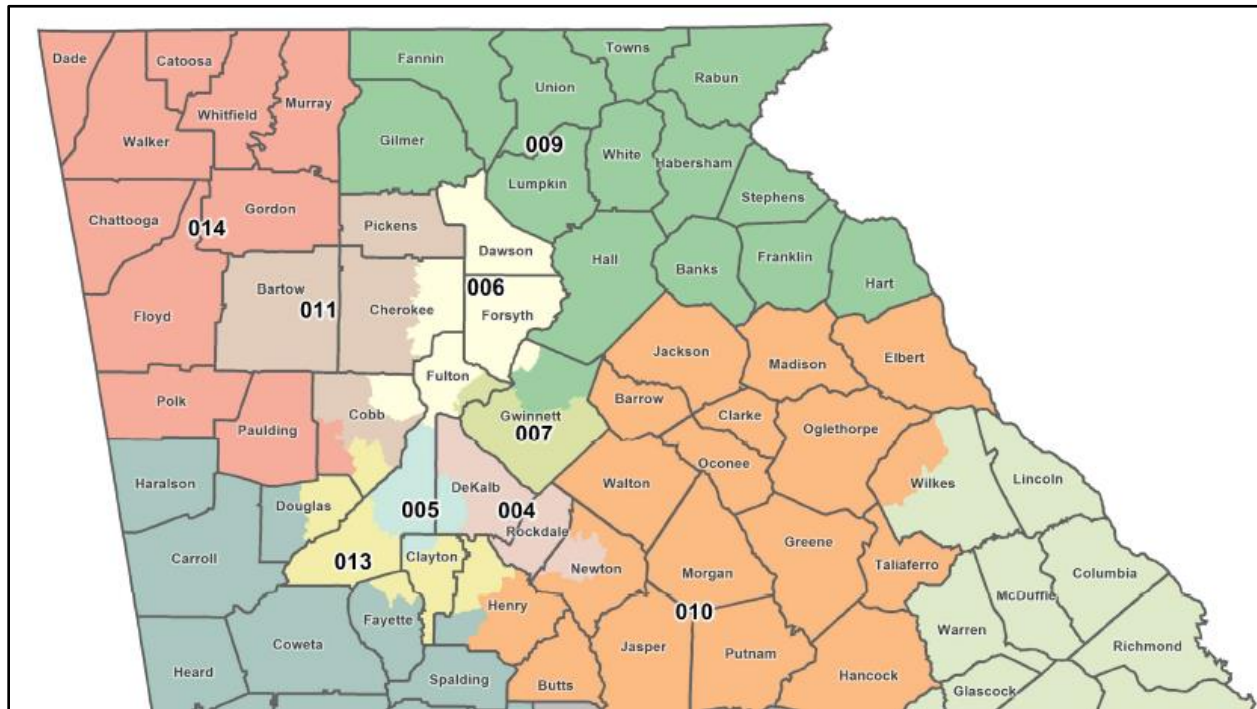 Towns
Dade
Catoosa
Fannin
Rabun
Union
Murray
Whitfield
Walker
Gilmer
009
White
Habersham
Lumpkin
Stephens
Chattooga
Gordon
014
Pickens
Dawson
Hall
Franklin
Banks
Hart
Bartow
006
011
Cherokee
Forsyth
Floyd
Jackson
Elbert
Madison
Fulton
Polk
Cobb
Barrow
Clarke
Gwinnett
007
Oglethorpe
Paulding
Oconee
Haralson
DeKalb
Walton
Wilkes
Lincoln
Douglas
005
004
Rockdale
Greene
Carroll
013
Clayton
Newton
Morgan
Taliaferro
Columbia
McDuffie
Henry
010
Fayette
Warren
Coweta
Jasper
Putnam
Richmond
Heard
Spalding
Butts
Hancock
Glascock